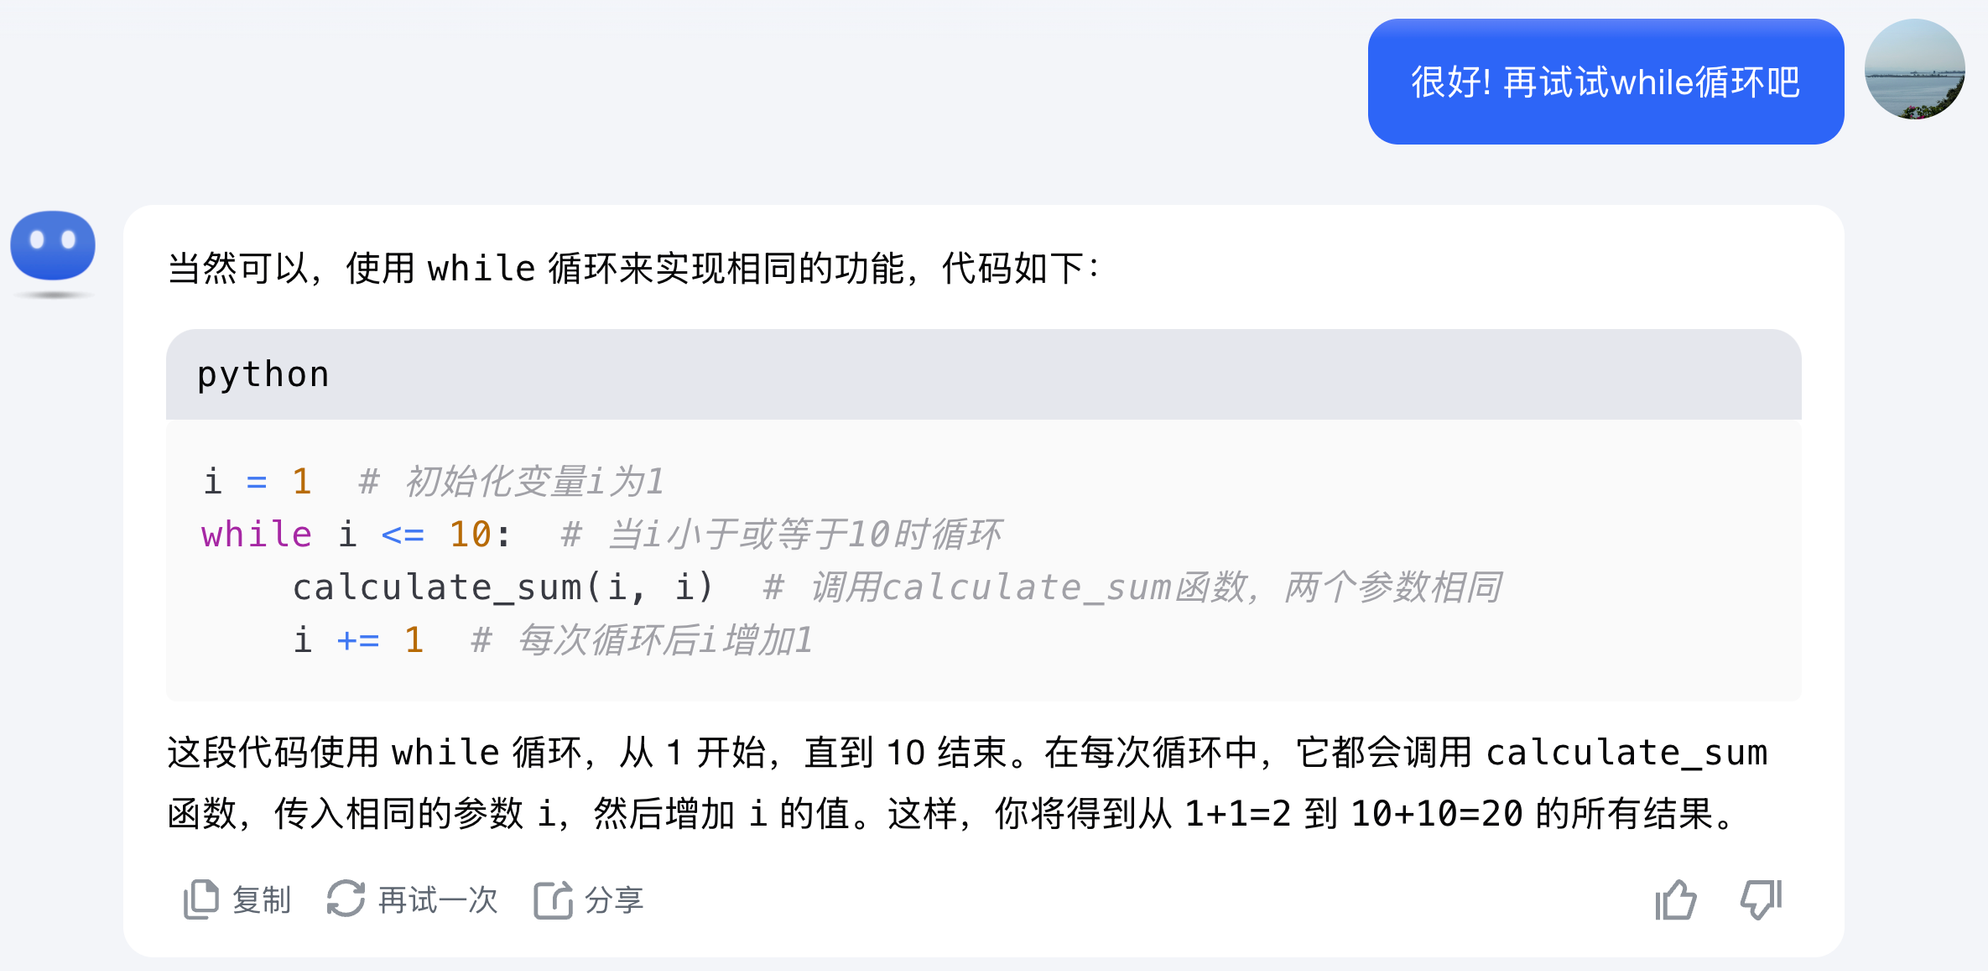 很好! 再试试while循环吧
当然可以，使用 while 循环来实现相同的功能，代码如下：
python
i = 1  # 初始化变量i为1
while i <= 10:  # 当i小于或等于10时循环
    calculate_sum(i, i)  # 调用calculate_sum函数，两个参数相同
    i += 1  # 每次循环后i增加1
这段代码使用 while 循环，从 1 开始，直到 10 结束。在每次循环中，它都会调用 calculate_sum
函数，传入相同的参数 i，然后增加 i 的值。这样，你将得到从 1+1=2 到 10+10=20 的所有结果。
复制 再试一次 分享